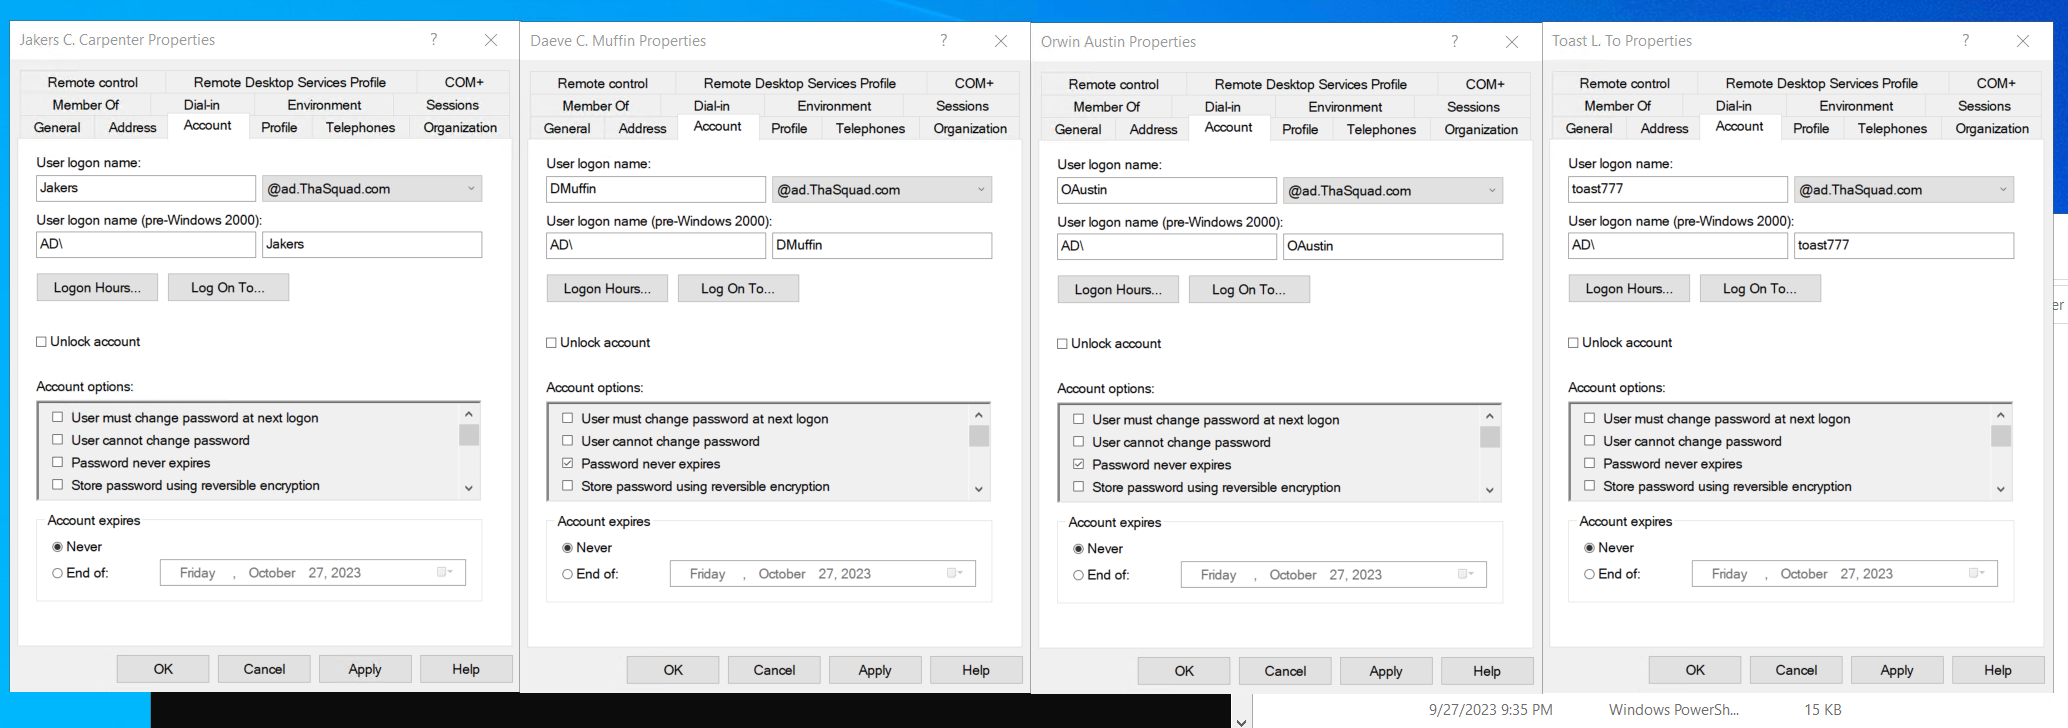 Jakers C. Carpenter Properties
?
Remote control Remote Desktop Services Profile COM+
Member Of Dial-in Environment Sessions
General Address Account Profile Telephones Organization
User logon name:
Jakers @ad.ThaSquad.com
User logon name (pre-Windows 2000):
AD\ Jakers
Logon Hours... Log On To...
Unlock account
Account options:
User must change password at next logon
User cannot change password
Password never expires
Store password using reversible encryption
Account expires
Never
End of: Friday , October 27, 2023
OK Cancel Apply Help
Daeve C. Muffin Properties
?
Remote control Remote Desktop Services Profile COM+
Member Of Dial-in Environment Sessions
General Address Account Profile Telephones Organization
User logon name:
DMuffin @ad.ThaSquad.com
User logon name (pre-Windows 2000):
AD\ DMuffin
Logon Hours... Log On To...
Unlock account
Account options:
User must change password at next logon
User cannot change password
Password never expires
Store password using reversible encryption
Account expires
Never
End of: Friday , October 27, 2023
OK Cancel Apply Help
Orwin Austin Properties
?
Remote control Remote Desktop Services Profile COM+
Member Of Dial-in Environment Sessions
General Address Account Profile Telephones Organization
User logon name:
OAustin @ad.ThaSquad.com
User logon name (pre-Windows 2000):
AD\ OAustin
Logon Hours... Log On To...
Unlock account
Account options:
User must change password at next logon
User cannot change password
Password never expires
Store password using reversible encryption
Account expires
Never
End of: Friday , October 27, 2023
OK Cancel Apply Help
Toast L. To Properties
?
Remote control Remote Desktop Services Profile COM+
Member Of Dial-in Environment Sessions
General Address Account Profile Telephones Organization
User logon name:
toast777 @ad.ThaSquad.com
User logon name (pre-Windows 2000):
AD\ toast777
Logon Hours... Log On To...
Unlock account
Account options:
User must change password at next logon
User cannot change password
Password never expires
Store password using reversible encryption
Account expires
Never
End of: Friday , October 27, 2023
OK Cancel Apply Help
er
9/27/2023 9:35 PM Windows PowerSh... 15 KB